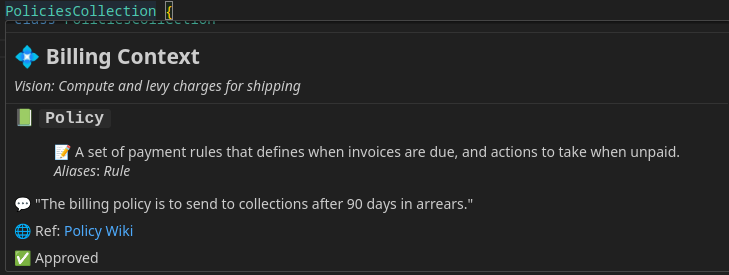 PoliciesCollection {
class PoliciesCollection
💠 Billing Context
Vision: Compute and levy charges for shipping
📗 Policy
📝 A set of payment rules that defines when invoices are due, and actions to take when unpaid.
Aliases: Rule
💬 "The billing policy is to send to collections after 90 days in arrears."
🌐 Ref: Policy Wiki
✅ Approved